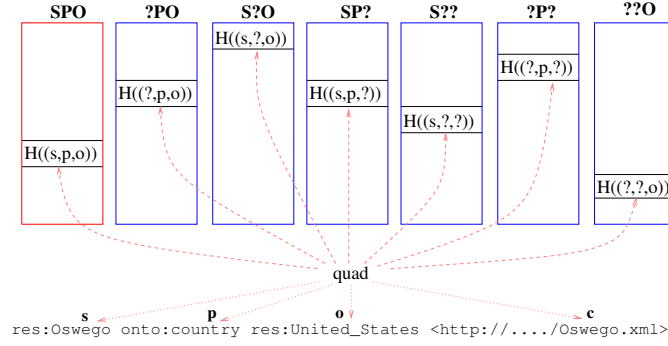 SPO ?PO S?O SP? S?? ?P? ??O
H((s,?,o))
H((?,p,?))
H((?,p,o)) H((s,p,?))
H((s,?,?))
H((s,p,o))
H((?,?,o))
quad
s p o c
res:Oswego onto:country res:United_States <http://..../Oswego.xml>